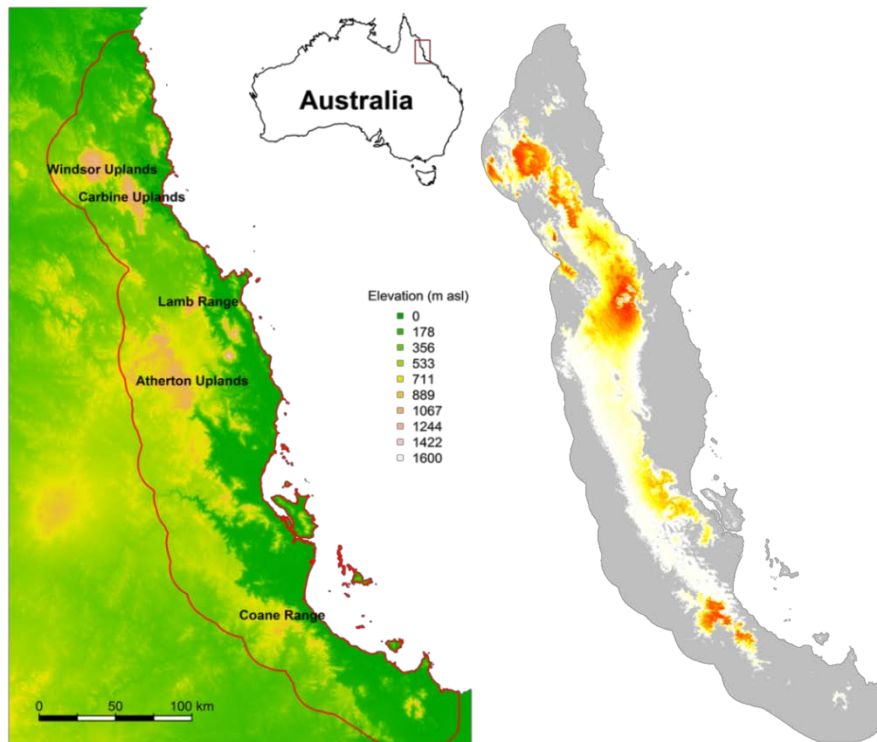 Australia
Windsor Uplands
Carbine Uplands
Lamb Range
Elevation (m asl)
0
178
356
533
711
889
1067
1244
1422
1600
Atherton Uplands
Coane Range
0 50 100 km